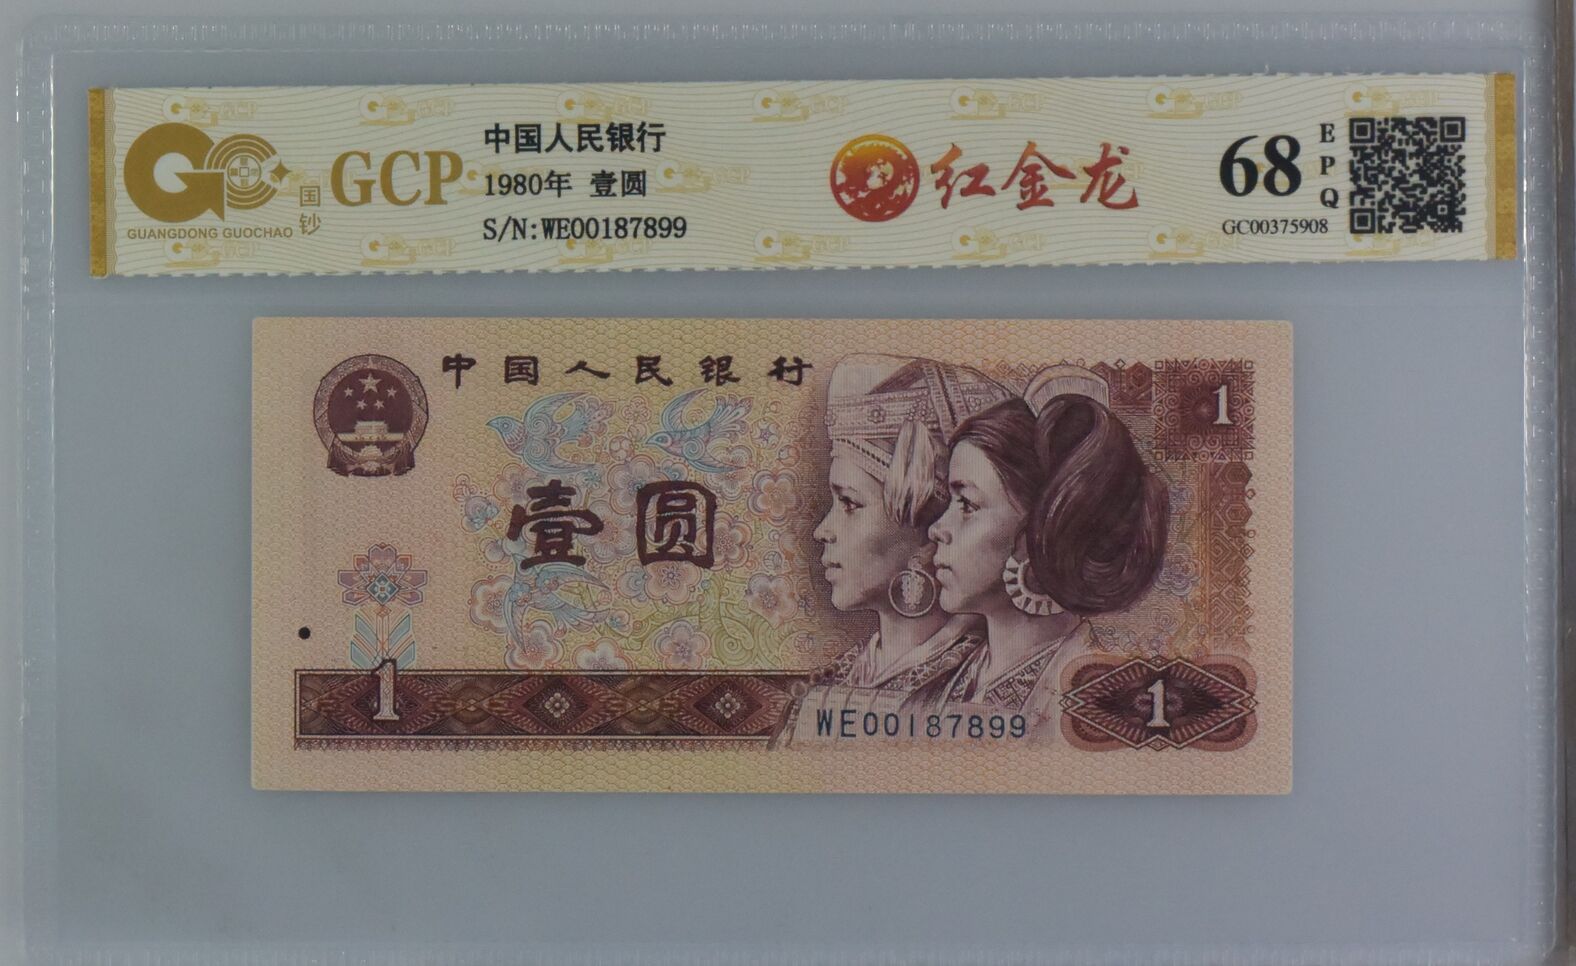 GCP
国钞
GUANGDONG GUOCHAO
中国人民银行
1980年 壹圆
S/N:WE00187899
红金龙
68
EPQ
GC00375908
中国人民银行
1
壹圆
1
WE00187899
1